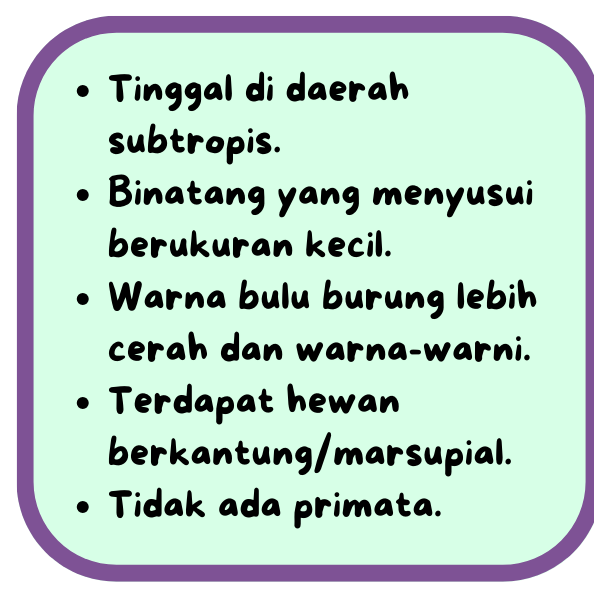 • Tinggal di daerah
subtropis.
• Binatang yang menyusui
berukuran kecil.
• Warna bulu burung lebih
cerah dan warna-warni.
• Terdapat hewan
berkantung/marsupial.
• Tidak ada primata.